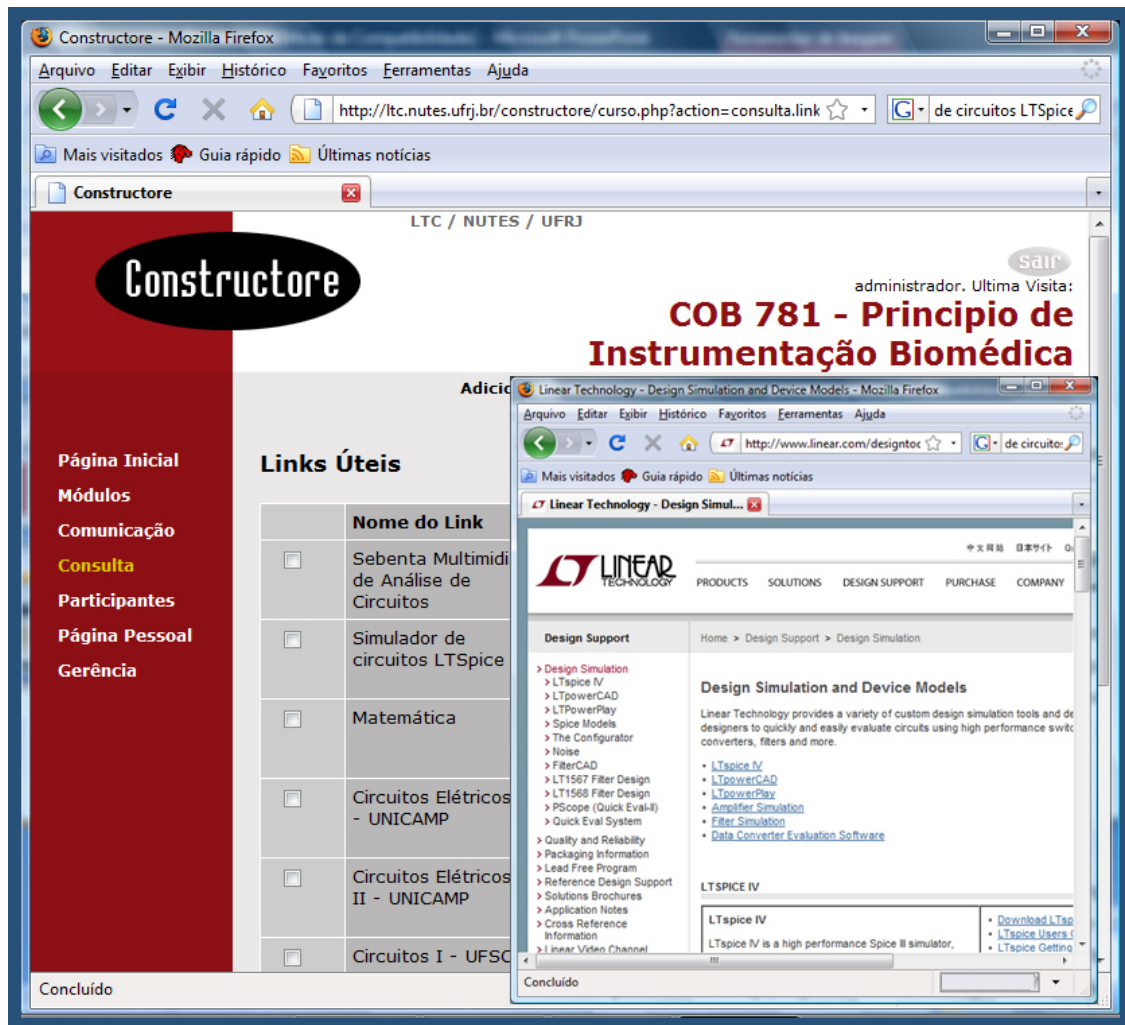 Constructore - Mozilla Firefox
Arquivo Editar Exibir Histórico Favoritos Ferramentas Ajuda
http://ltc.nutes.ufrj.br/constructore/curso.php?action=consulta.link
G
de circuitos LTSpice
Mais visitados Guia rápido Últimas notícias
Constructore
LTC / NUTES / UFRJ
Constructore
sair
administrador. Ultima Visita:
COB 781 - Principio de
Instrumentação Biomédica
Adicio
Página Inicial
Módulos
Comunicação
Consulta
Participantes
Página Pessoal
Gerência
Links Úteis
Nome do Link
Sebenta Multimidi
de Análise de
Circuitos
Simulador de
circuitos LTSpice
Matemática
Circuitos Elétricos
- UNICAMP
Circuitos Elétricos
II - UNICAMP
Circuitos I - UFSC
Concluído
Linear Technology - Design Simulation and Device Models - Mozilla Firefox
Arquivo Editar Exibir Histórico Favoritos Ferramentas Ajuda
http://www.linear.com/designtoc
G
de circuito:
Mais visitados Guia rápido Últimas notícias
Linear Technology - Design Simul...
LINEAR
TECHNOLOGY
中文网站 日本サイト
PRODUCTS SOLUTIONS DESIGN SUPPORT PURCHASE COMPANY
Design Support
Home > Design Support > Design Simulation
> Design Simulation
> LTspice IV
> LTpowerCAD
> LTPowerPlay
> Spice Models
> The Configurator
> Noise
> FilterCAD
> LT1567 Filter Design
> LT1568 Filter Design
> PScope (Quick Eval-II)
> Quick Eval System
> Quality and Reliability
> Packaging Information
> Lead Free Program
> Reference Design Support
> Solutions Brochures
> Application Notes
> Cross Reference
Information
> Linear Video Channel
Design Simulation and Device Models
Linear Technology provides a variety of custom design simulation tools and de
designers to quickly and easily evaluate circuits using high performance switc
converters, filters and more.
• LTspice IV
• LTpowerCAD
• LTpowerPlay
• Amplifier Simulation
• Filter Simulation
• Data Converter Evaluation Software
LTSPICE IV
LTspice IV
LTspice IV is a high performance Spice III simulator,
• Download LTsp
• LTspice Users G
• LTspice Getting
Concluído